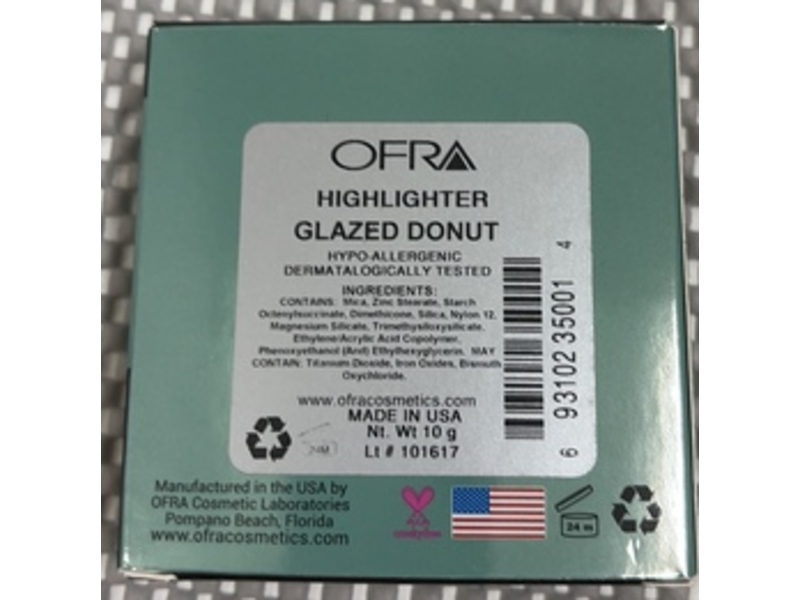 OFRA
HIGHLIGHTER
GLAZED DONUT
HYPO-ALLERGENIC
DERMATALOGICALLY TESTED
INGREDIENTS:
CONTAINS: Mica, Zinc Stearate, Starch
Octenylsuccinate, Dimethicone, Silica, Nylon 12,
Magnesium Silicate, Trimethylsiloxysilicate,
Ethylene/Acrylic Acid Copolymer,
Phenoxyethanol (And) Ethylhexyglycerin. MAY
CONTAIN: Titanium Dioxide, Iron Oxides, Bismuth
Oxychloride.
www.ofracosmetics.com
MADE IN USA
Nt. Wt 10 g
Lt # 101617
24M
6 93102 35001 4
Manufactured in the USA by
OFRA Cosmetic Laboratories
Pompano Beach, Florida
www.ofracosmetics.com
24 m